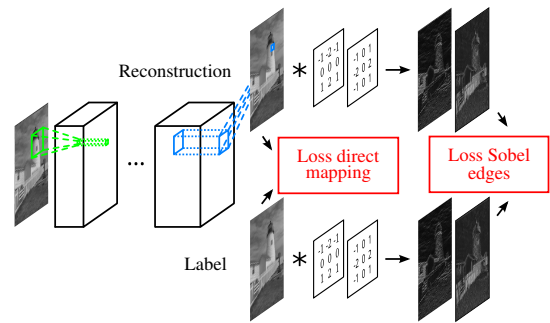 Reconstruction
*
-1 -2 -1
0 0 0
1 2 1
-1 0 1
-2 0 2
-1 0 1
...
Loss direct
mapping
Loss Sobel
edges
Label
*
-1 -2 -1
0 0 0
1 2 1
-1 0 1
-2 0 2
-1 0 1